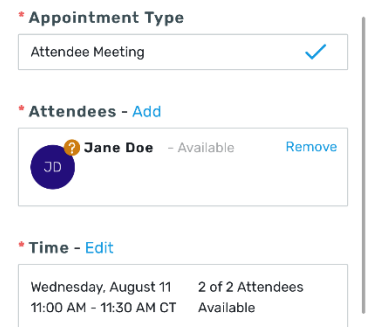 * Appointment Type
Attendee Meeting
* Attendees - Add
?
JD
Jane Doe - Available Remove
* Time - Edit
Wednesday, August 11 2 of 2 Attendees
11:00 AM - 11:30 AM CT Available